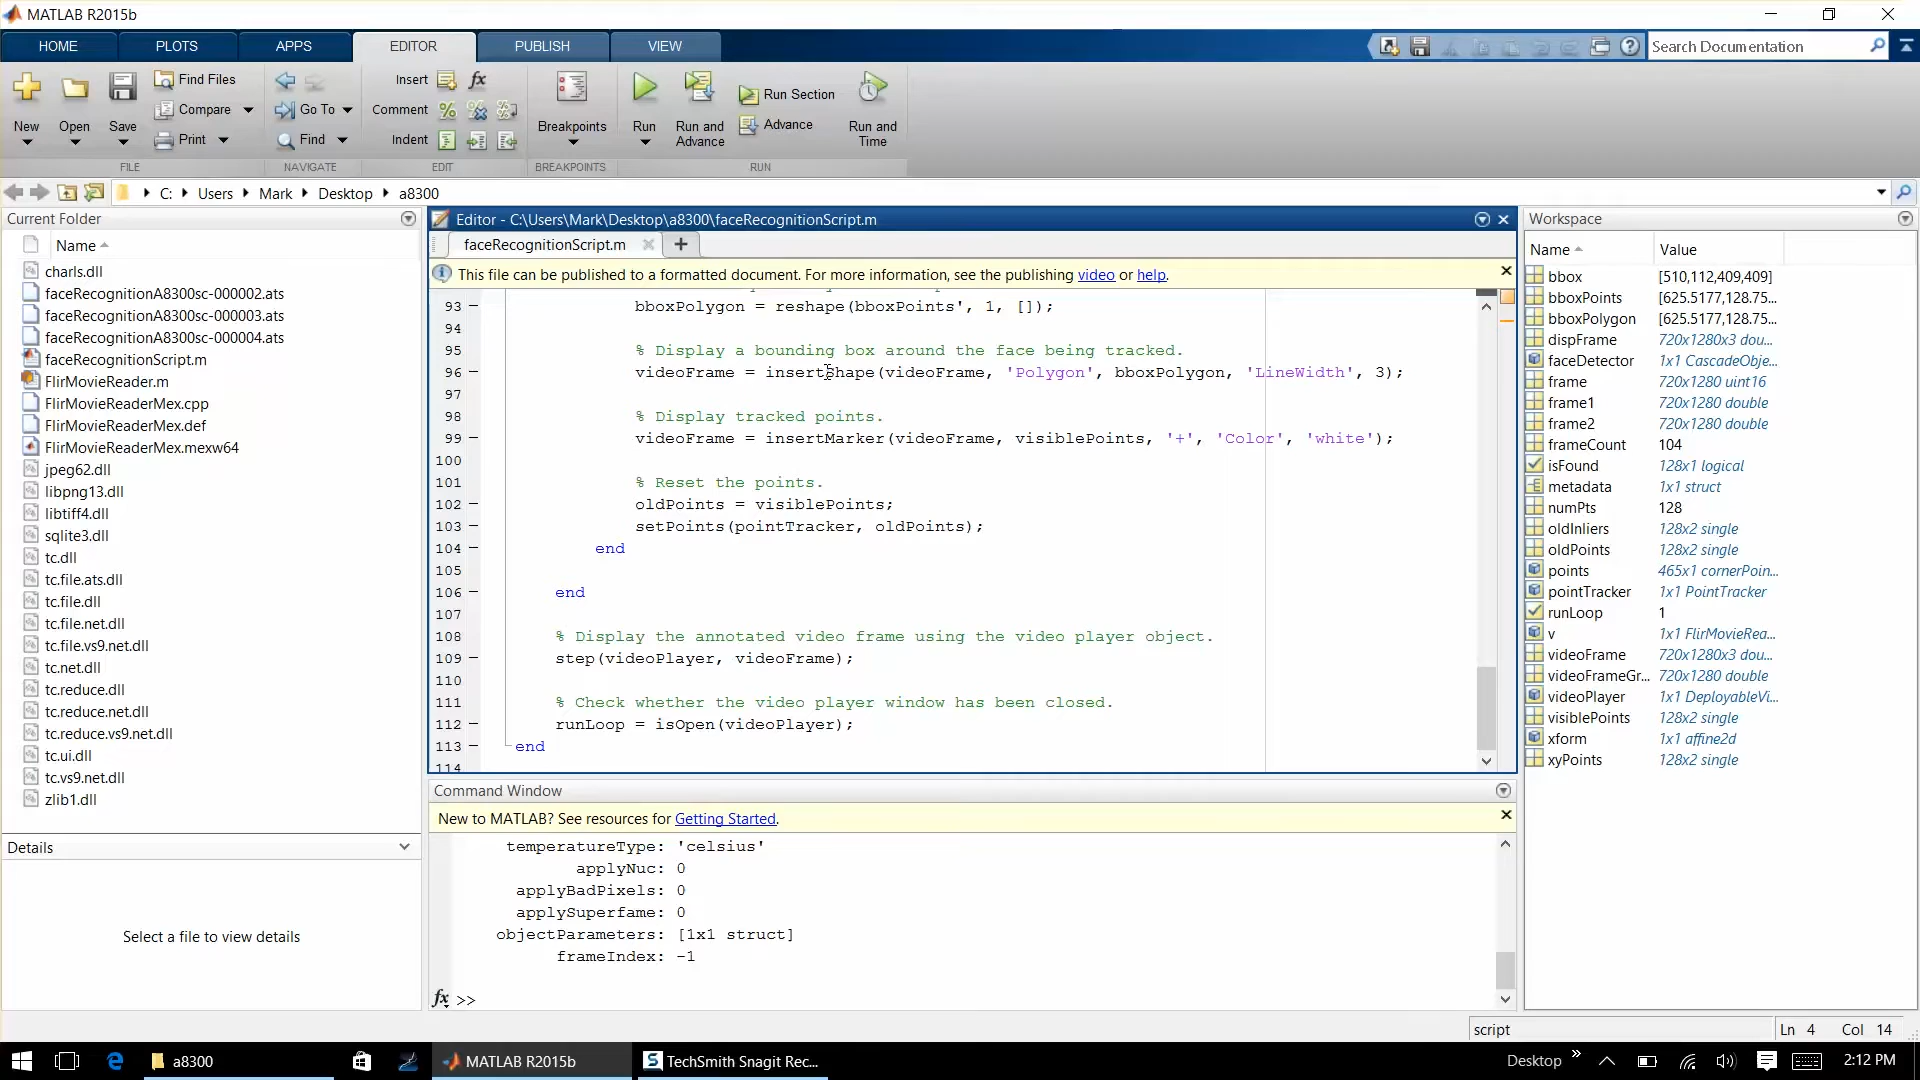 MATLAB R2015b
HOME PLOTS APPS EDITOR PUBLISH VIEW
Search Documentation
New Open Save Find Files Compare Print
FILE
Go To Find
NAVIGATE
Insert Comment Indent
EDIT
Breakpoints
BREAKPOINTS
Run Run and Advance Run Section Advance Run and Time
RUN
C: Users Mark Desktop a8300
Current Folder
Name
charls.dll
faceRecognitionA8300sc-000002.ats
faceRecognitionA8300sc-000003.ats
faceRecognitionA8300sc-000004.ats
faceRecognitionScript.m
FlirMovieReader.m
FlirMovieReaderMex.cpp
FlirMovieReaderMex.def
FlirMovieReaderMex.mexw64
jpeg62.dll
libpng13.dll
libtiff4.dll
sqlite3.dll
tc.dll
tc.file.ats.dll
tc.file.dll
tc.file.net.dll
tc.file.vs9.net.dll
tc.net.dll
tc.reduce.dll
tc.reduce.net.dll
tc.reduce.vs9.net.dll
tc.ui.dll
tc.vs9.net.dll
zlib1.dll
Details
Select a file to view details
Editor - C:\Users\Mark\Desktop\a8300\faceRecognitionScript.m
faceRecognitionScript.m
This file can be published to a formatted document. For more information, see the publishing video or help.
93 bboxPolygon = reshape(bboxPoints', 1, []);
94
95 % Display a bounding box around the face being tracked.
96 videoFrame = insertShape(videoFrame, 'Polygon', bboxPolygon, 'LineWidth', 3);
97
98 % Display tracked points.
99 videoFrame = insertMarker(videoFrame, visiblePoints, '+', 'Color', 'white');
100
101 % Reset the points.
102 oldPoints = visiblePoints;
103 setPoints(pointTracker, oldPoints);
104 end
105
106 end
107
108 % Display the annotated video frame using the video player object.
109 step(videoPlayer, videoFrame);
110
111 % Check whether the video player window has been closed.
112 runLoop = isOpen(videoPlayer);
113 end
114
Command Window
New to MATLAB? See resources for Getting Started.
temperatureType: 'celsius'
applyNuc: 0
applyBadPixels: 0
applySuperfame: 0
objectParameters: [1x1 struct]
frameIndex: -1
fx >>
Workspace
Name Value
bbox [510,112,409,409]
bboxPoints [625.5177,128.75...
bboxPolygon [625.5177,128.75...
dispFrame 720x1280x3 dou...
faceDetector 1x1 CascadeObje...
frame 720x1280 uint16
frame1 720x1280 double
frame2 720x1280 double
frameCount 104
isFound 128x1 logical
metadata 1x1 struct
numPts 128
oldInliers 128x2 single
oldPoints 128x2 single
points 465x1 cornerPoin...
pointTracker 1x1 PointTracker
runLoop 1
v 1x1 FlirMovieRea...
videoFrame 720x1280x3 dou...
videoFrameGr... 720x1280 double
videoPlayer 1x1 DeployableVi...
visiblePoints 128x2 single
xform 1x1 affine2d
xyPoints 128x2 single
script Ln 4 Col 14
a8300 MATLAB R2015b TechSmith Snagit Rec... Desktop 2:12 PM